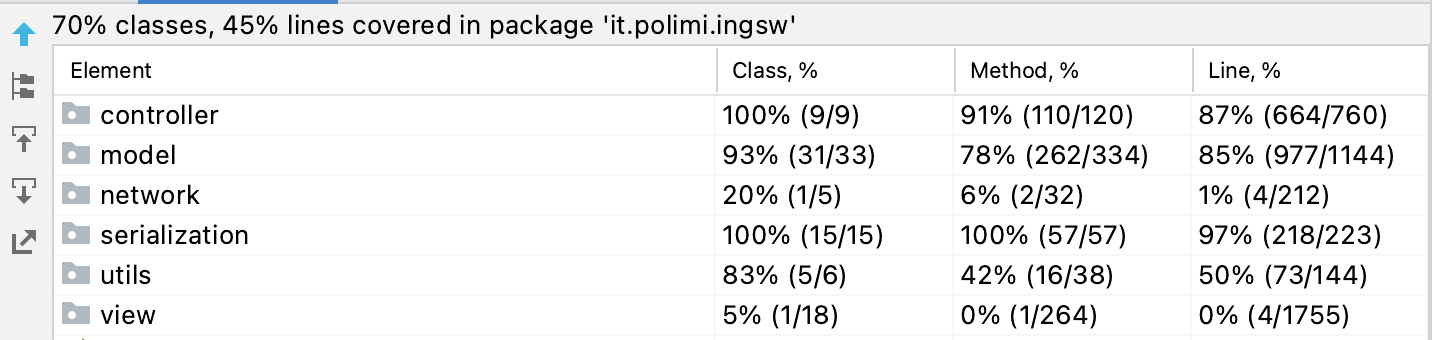 70% classes, 45% lines covered in package 'it.polimi.ingsw'
Element Class, % Method, % Line, %
controller 100% (9/9) 91% (110/120) 87% (664/760)
model 93% (31/33) 78% (262/334) 85% (977/1144)
network 20% (1/5) 6% (2/32) 1% (4/212)
serialization 100% (15/15) 100% (57/57) 97% (218/223)
utils 83% (5/6) 42% (16/38) 50% (73/144)
view 5% (1/18) 0% (1/264) 0% (4/1755)